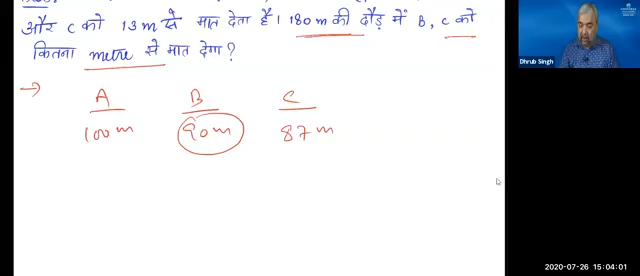 और C को 13 m से मात देता है। 180 m की दौड़ में B, C को
कितना metre से मात देगा?
→ A B C
100 m 90 m 87 m
Dhrub Singh
2020-07-26 15:04:01